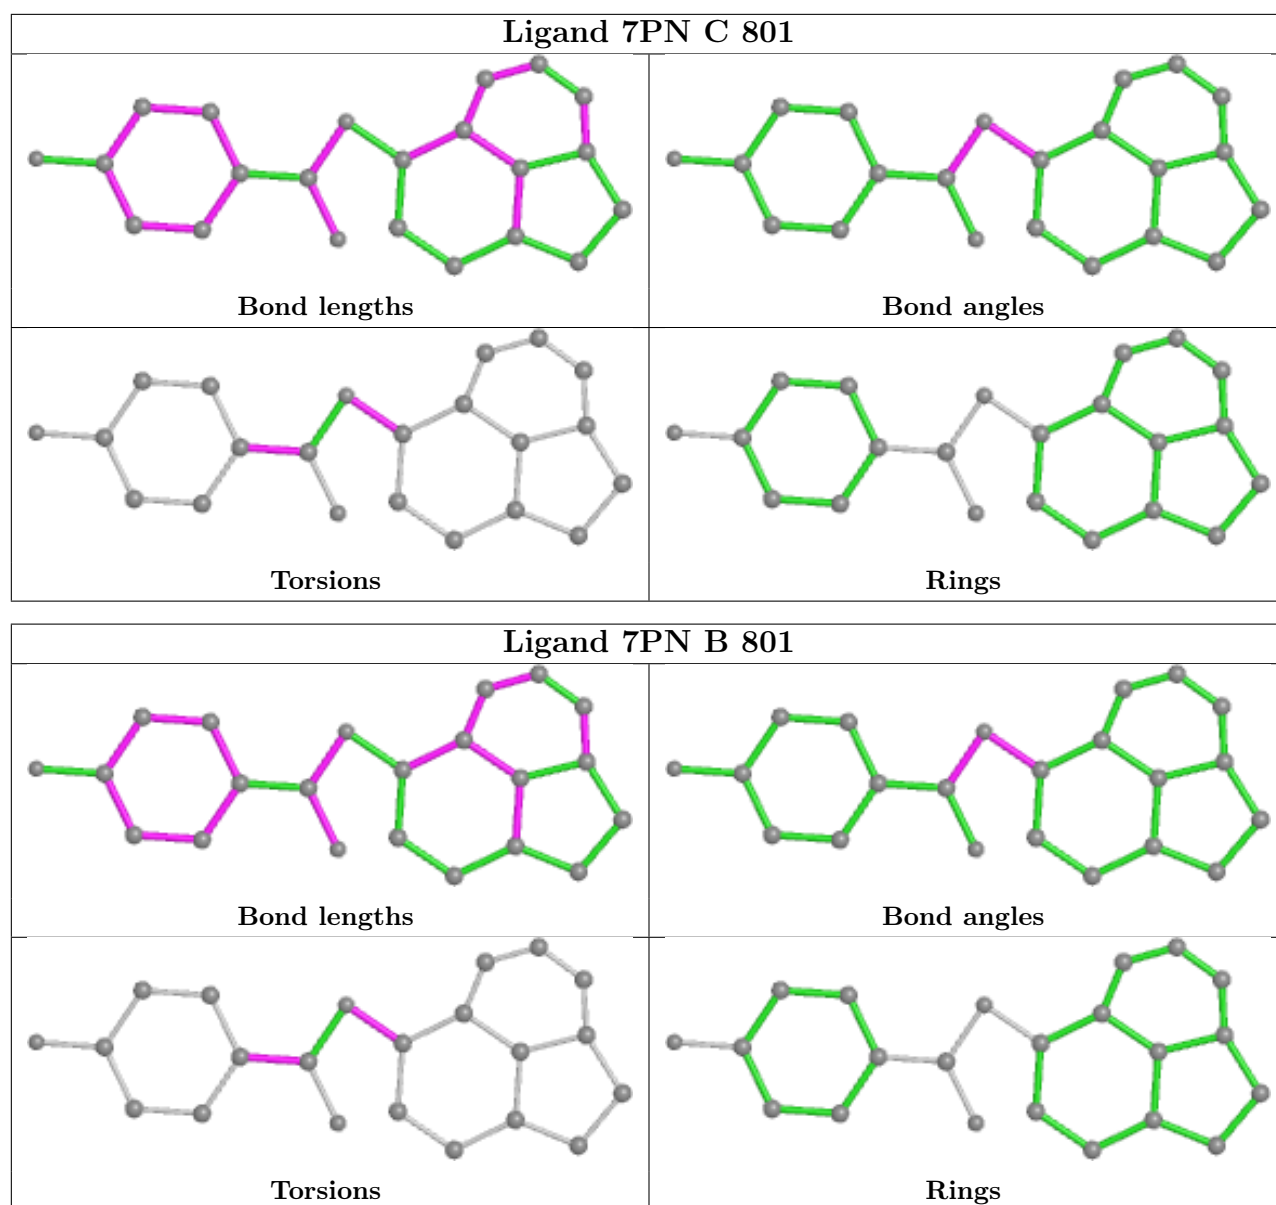 Ligand 7PN C 801
Bond lengths
Bond angles
Torsions
Rings
Ligand 7PN B 801
Bond lengths
Bond angles
Torsions
Rings